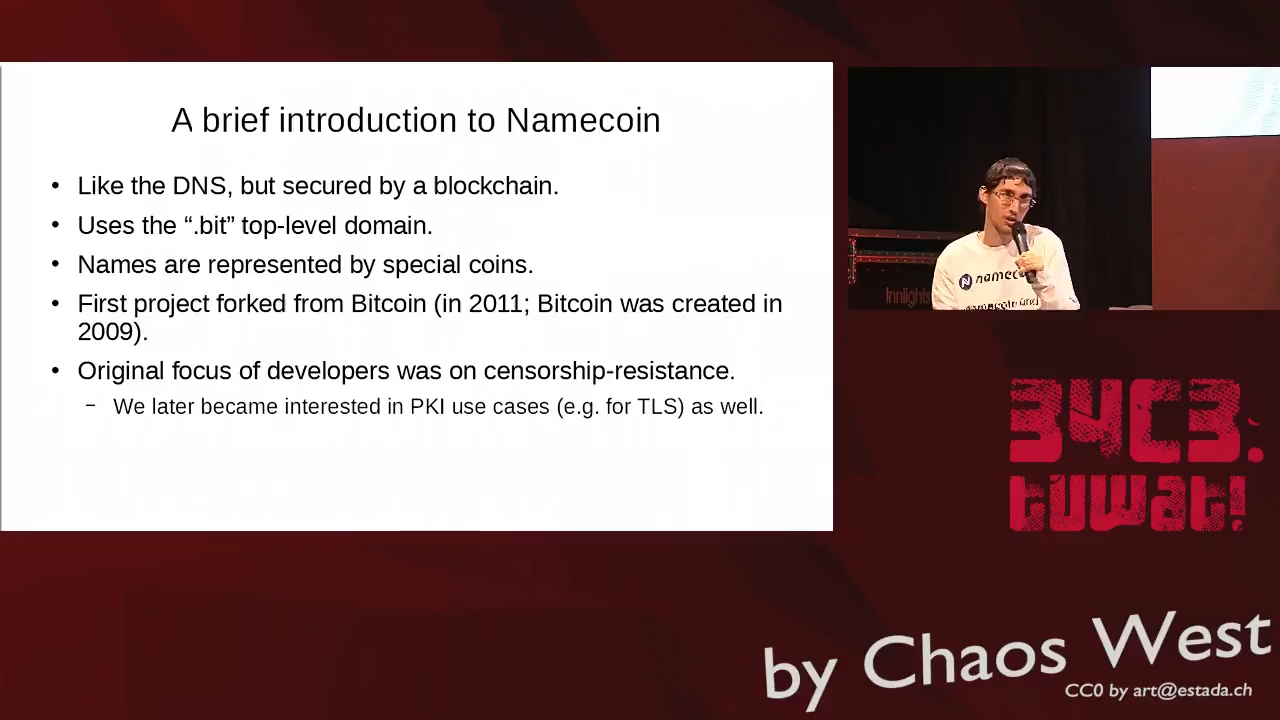 A brief introduction to Namecoin
• Like the DNS, but secured by a blockchain.
• Uses the “.bit” top-level domain.
• Names are represented by special coins.
• First project forked from Bitcoin (in 2011; Bitcoin was created in
2009).
• Original focus of developers was on censorship-resistance.
– We later became interested in PKI use cases (e.g. for TLS) as well.
Innlights
34C3:
tuwat!
by Chaos West
CC0 by art@estada.ch